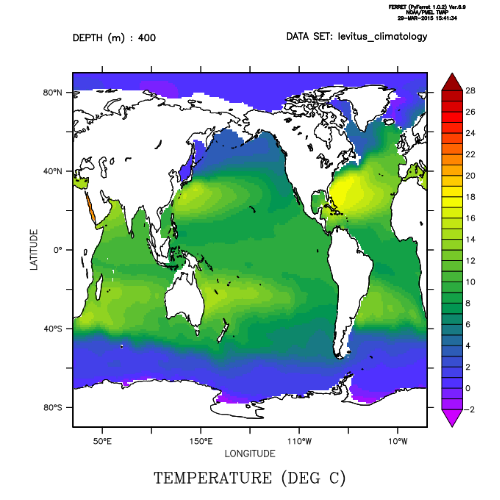 FERRET (PyFerret 1.0.2) Ver.6.9
NOAA/PMEL TMAP
29-MAR-2015 15:41:34
DEPTH (m) : 400
DATA SET: levitus_climatology
80°N
40°N
0°
40°S
80°S
LATITUDE
50°E
150°E
110°W
10°W
LONGITUDE
28
26
24
22
20
18
16
14
12
10
8
6
4
2
0
-2
TEMPERATURE (DEG C)